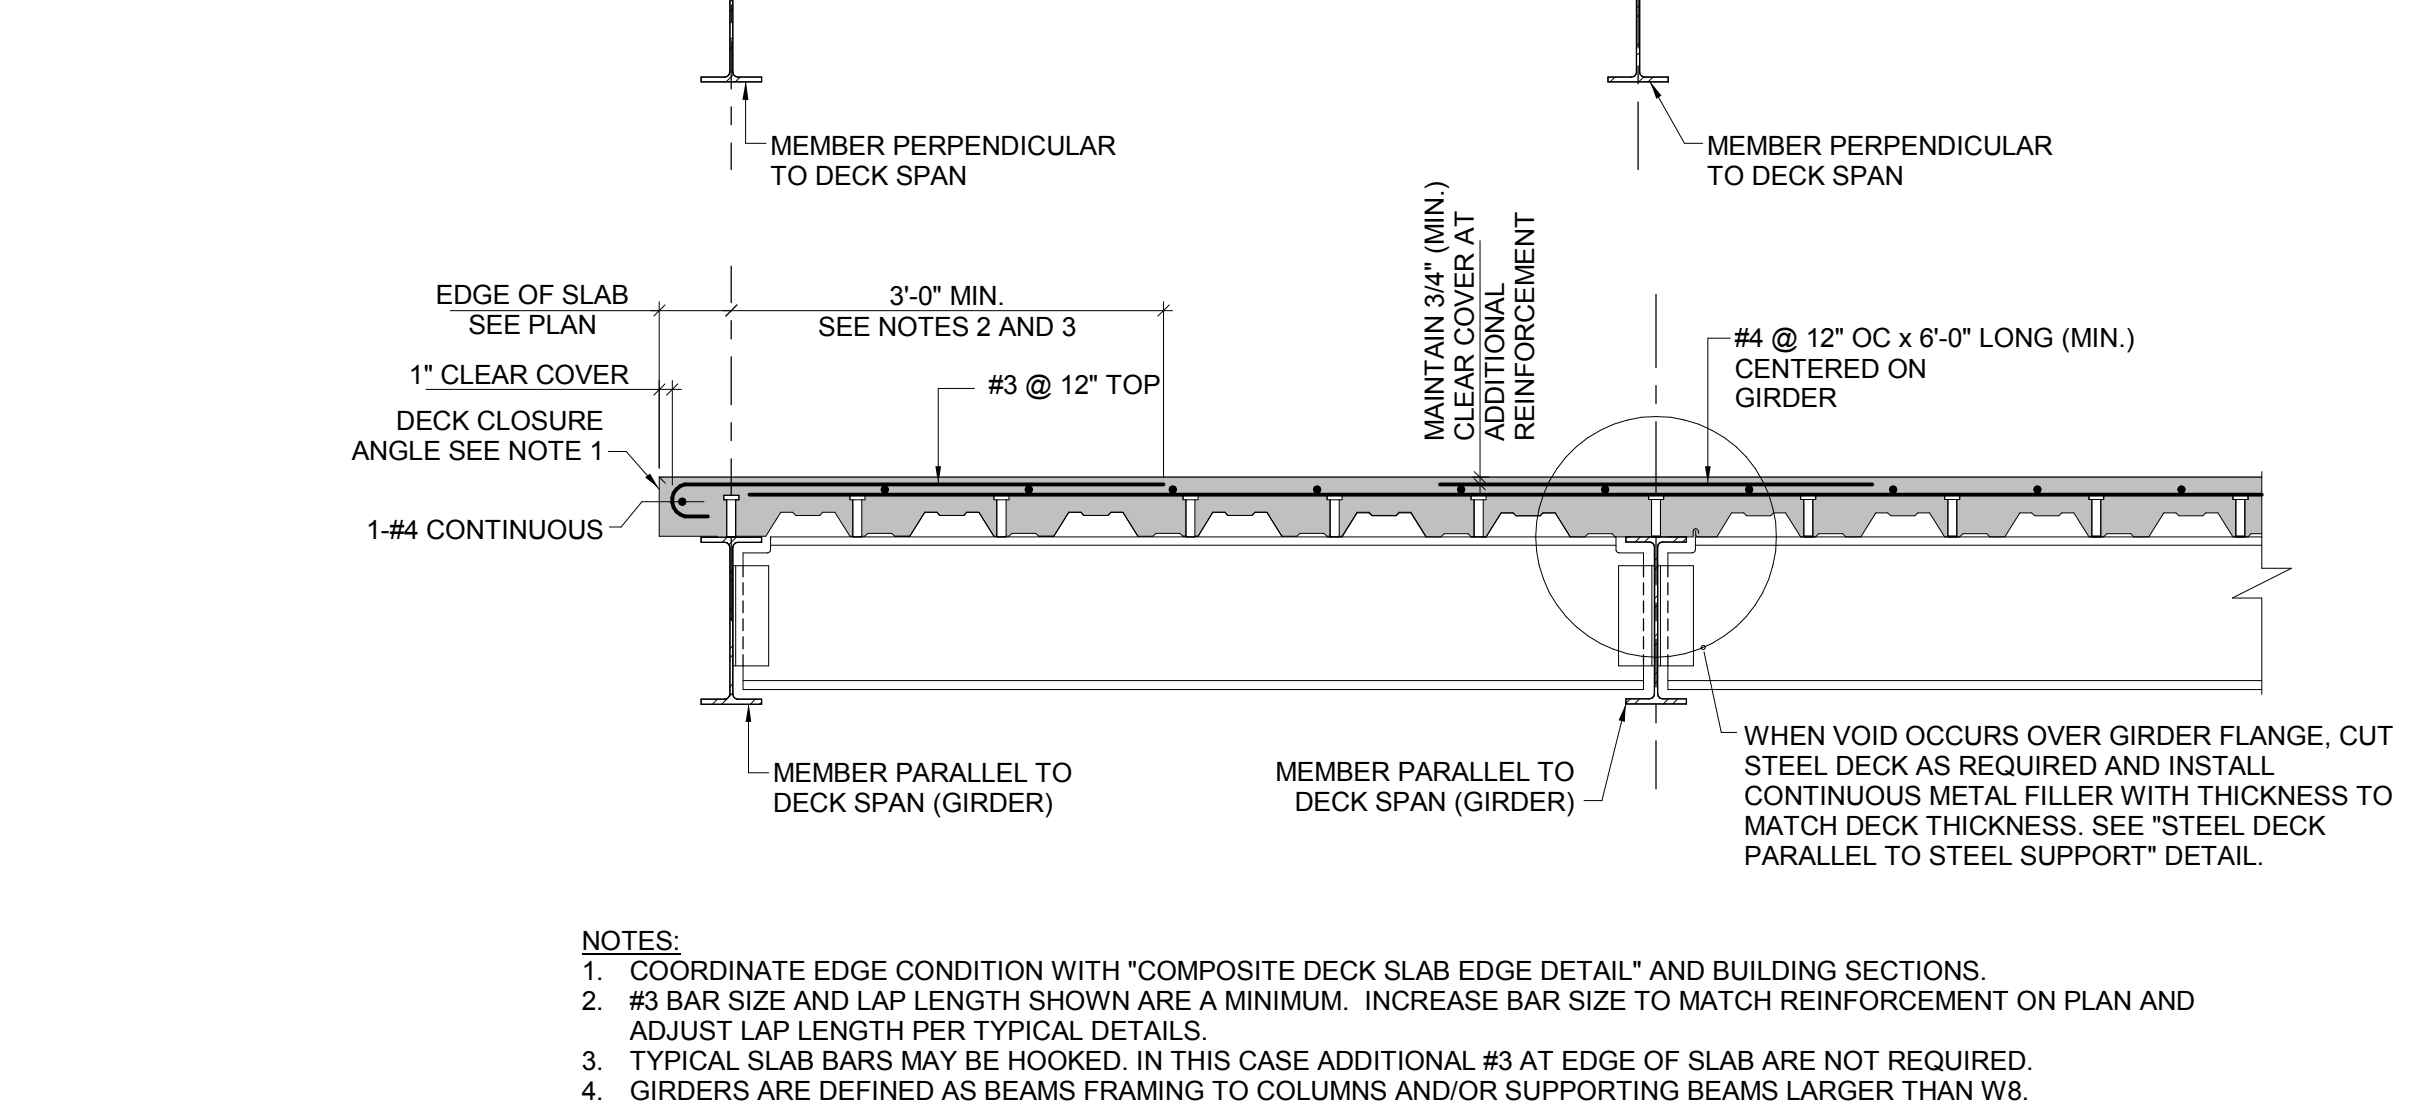 MEMBER PERPENDICULAR
TO DECK SPAN
MEMBER PERPENDICULAR
TO DECK SPAN
EDGE OF SLAB
SEE PLAN
3'-0" MIN.
SEE NOTES 2 AND 3
MAINTAIN 3/4" (MIN.)
CLEAR COVER AT
ADDITIONAL
REINFORCEMENT
#4 @ 12" OC x 6'-0" LONG (MIN.)
CENTERED ON
GIRDER
1" CLEAR COVER
#3 @ 12" TOP
DECK CLOSURE
ANGLE SEE NOTE 1
1-#4 CONTINUOUS
MEMBER PARALLEL TO
DECK SPAN (GIRDER)
MEMBER PARALLEL TO
DECK SPAN (GIRDER)
WHEN VOID OCCURS OVER GIRDER FLANGE, CUT
STEEL DECK AS REQUIRED AND INSTALL
CONTINUOUS METAL FILLER WITH THICKNESS TO
MATCH DECK THICKNESS. SEE "STEEL DECK
PARALLEL TO STEEL SUPPORT" DETAIL.
NOTES:
1. COORDINATE EDGE CONDITION WITH "COMPOSITE DECK SLAB EDGE DETAIL" AND BUILDING SECTIONS.
2. #3 BAR SIZE AND LAP LENGTH SHOWN ARE A MINIMUM. INCREASE BAR SIZE TO MATCH REINFORCEMENT ON PLAN AND
ADJUST LAP LENGTH PER TYPICAL DETAILS.
3. TYPICAL SLAB BARS MAY BE HOOKED. IN THIS CASE ADDITIONAL #3 AT EDGE OF SLAB ARE NOT REQUIRED.
4. GIRDERS ARE DEFINED AS BEAMS FRAMING TO COLUMNS AND/OR SUPPORTING BEAMS LARGER THAN W8.